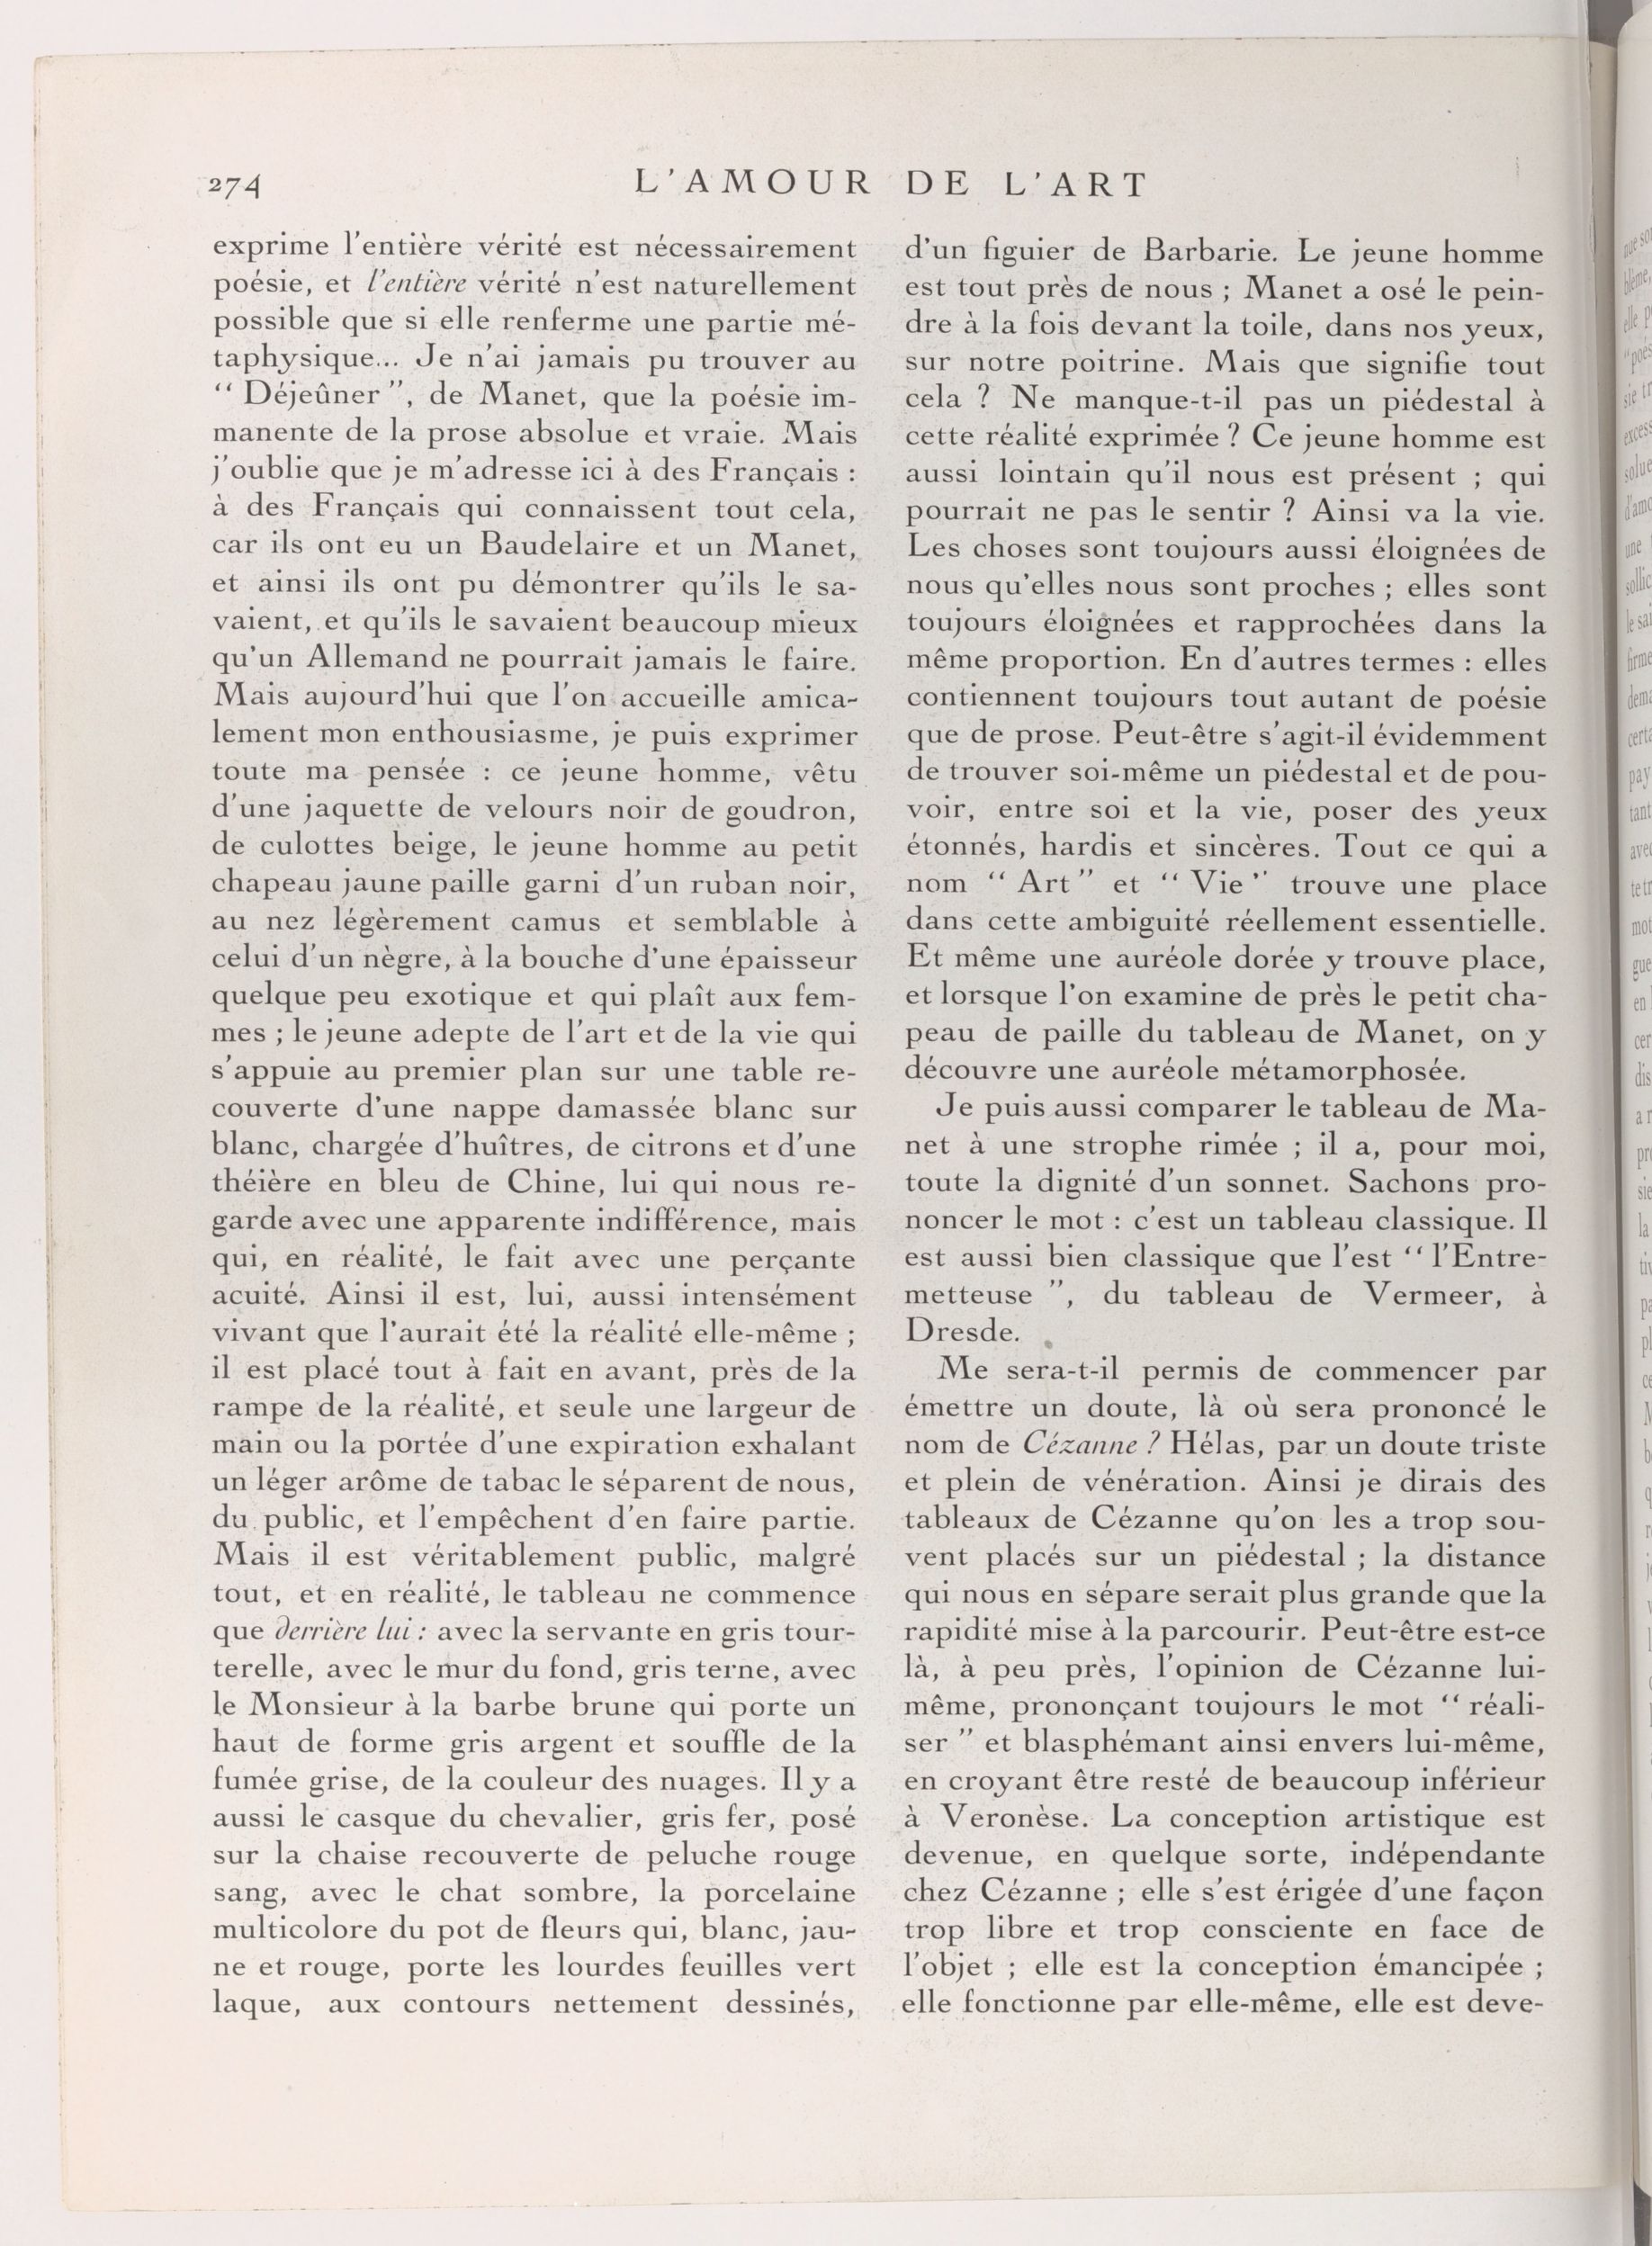 274
L'AMOUR DE L'ART
exprime l'entière vérité est nécessairement
poésie, et l'entière vérité n'est naturellement
possible que si elle renferme une partie mé-
taphysique... Je n'ai jamais pu trouver au
“ Déjeûner ”, de Manet, que la poésie im-
manente de la prose absolue et vraie. Mais
j'oublie que je m'adresse ici à des Français :
à des Français qui connaissent tout cela,
car ils ont eu un Baudelaire et un Manet,
et ainsi ils ont pu démontrer qu'ils le sa-
vaient, et qu'ils le savaient beaucoup mieux
qu'un Allemand ne pourrait jamais le faire.
Mais aujourd'hui que l'on accueille amica-
lement mon enthousiasme, je puis exprimer
toute ma pensée : ce jeune homme, vêtu
d'une jaquette de velours noir de goudron,
de culottes beige, le jeune homme au petit
chapeau jaune paille garni d'un ruban noir,
au nez légèrement camus et semblable à
celui d'un nègre, à la bouche d'une épaisseur
quelque peu exotique et qui plaît aux fem-
mes ; le jeune adepte de l'art et de la vie qui
s'appuie au premier plan sur une table re-
couverte d'une nappe damassée blanc sur
blanc, chargée d'huîtres, de citrons et d'une
théière en bleu de Chine, lui qui nous re-
garde avec une apparente indifférence, mais
qui, en réalité, le fait avec une perçante
acuité. Ainsi il est, lui, aussi intensément
vivant que l'aurait été la réalité elle-même ;
il est placé tout à fait en avant, près de la
rampe de la réalité, et seule une largeur de
main ou la portée d'une expiration exhalant
un léger arôme de tabac le séparent de nous,
du public, et l'empêchent d'en faire partie.
Mais il est véritablement public, malgré
tout, et en réalité, le tableau ne commence
que derrière lui : avec la servante en gris tour-
terelle, avec le mur du fond, gris terne, avec
le Monsieur à la barbe brune qui porte un
haut de forme gris argent et souffle de la
fumée grise, de la couleur des nuages. Il y a
aussi le casque du chevalier, gris fer, posé
sur la chaise recouverte de peluche rouge
sang, avec le chat sombre, la porcelaine
multicolore du pot de fleurs qui, blanc, jau-
ne et rouge, porte les lourdes feuilles vert
laque, aux contours nettement dessinés,
d'un figuier de Barbarie. Le jeune homme
est tout près de nous ; Manet a osé le pein-
dre à la fois devant la toile, dans nos yeux,
sur notre poitrine. Mais que signifie tout
cela ? Ne manque-t-il pas un piédestal à
cette réalité exprimée ? Ce jeune homme est
aussi lointain qu'il nous est présent ; qui
pourrait ne pas le sentir ? Ainsi va la vie.
Les choses sont toujours aussi éloignées de
nous qu'elles nous sont proches ; elles sont
toujours éloignées et rapprochées dans la
même proportion. En d'autres termes : elles
contiennent toujours tout autant de poésie
que de prose. Peut-être s'agit-il évidemment
de trouver soi-même un piédestal et de pou-
voir, entre soi et la vie, poser des yeux
étonnés, hardis et sincères. Tout ce qui a
nom “ Art ” et “ Vie ” trouve une place
dans cette ambiguité réellement essentielle.
Et même une auréole dorée y trouve place,
et lorsque l'on examine de près le petit cha-
peau de paille du tableau de Manet, on y
découvre une auréole métamorphosée.
Je puis aussi comparer le tableau de Ma-
net à une strophe rimée ; il a, pour moi,
toute la dignité d'un sonnet. Sachons pro-
noncer le mot : c'est un tableau classique. Il
est aussi bien classique que l'est “ l'Entre-
metteuse ”, du tableau de Vermeer, à
Dresde.
Me sera-t-il permis de commencer par
émettre un doute, là où sera prononcé le
nom de Cézanne ? Hélas, par un doute triste
et plein de vénération. Ainsi je dirais des
tableaux de Cézanne qu'on les a trop sou-
vent placés sur un piédestal ; la distance
qui nous en sépare serait plus grande que la
rapidité mise à la parcourir. Peut-être est-ce
là, à peu près, l'opinion de Cézanne lui-
même, prononçant toujours le mot “ réali-
ser ” et blasphémant ainsi envers lui-même,
en croyant être resté de beaucoup inférieur
à Veronèse. La conception artistique est
devenue, en quelque sorte, indépendante
chez Cézanne ; elle s'est érigée d'une façon
trop libre et trop consciente en face de
l'objet ; elle est la conception émancipée ;
elle fonctionne par elle-même, elle est deve-